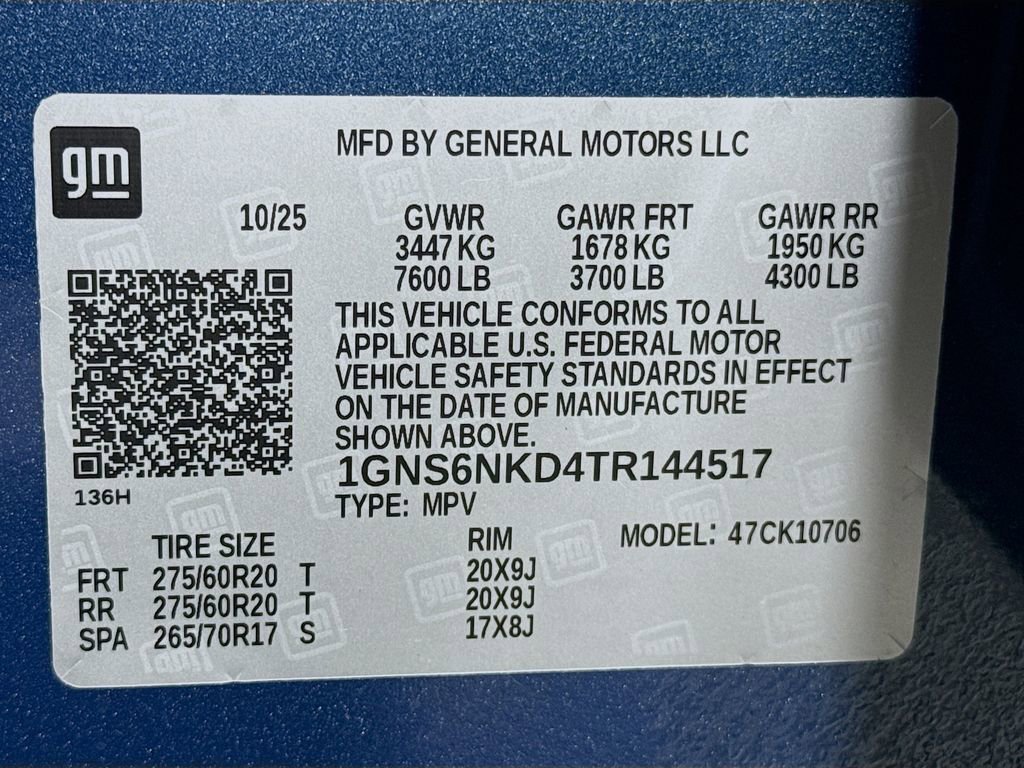 gm
MFD BY GENERAL MOTORS LLC
10/25 GVWR GAWR FRT GAWR RR
3447 KG 1678 KG 1950 KG
7600 LB 3700 LB 4300 LB
THIS VEHICLE CONFORMS TO ALL
APPLICABLE U.S. FEDERAL MOTOR
VEHICLE SAFETY STANDARDS IN EFFECT
ON THE DATE OF MANUFACTURE
SHOWN ABOVE.
1GNS6NKD4TR144517
136H
TYPE: MPV
TIRE SIZE RIM MODEL: 47CK10706
FRT 275/60R20 T 20X9J
RR 275/60R20 T 20X9J
SPA 265/70R17 S 17X8J